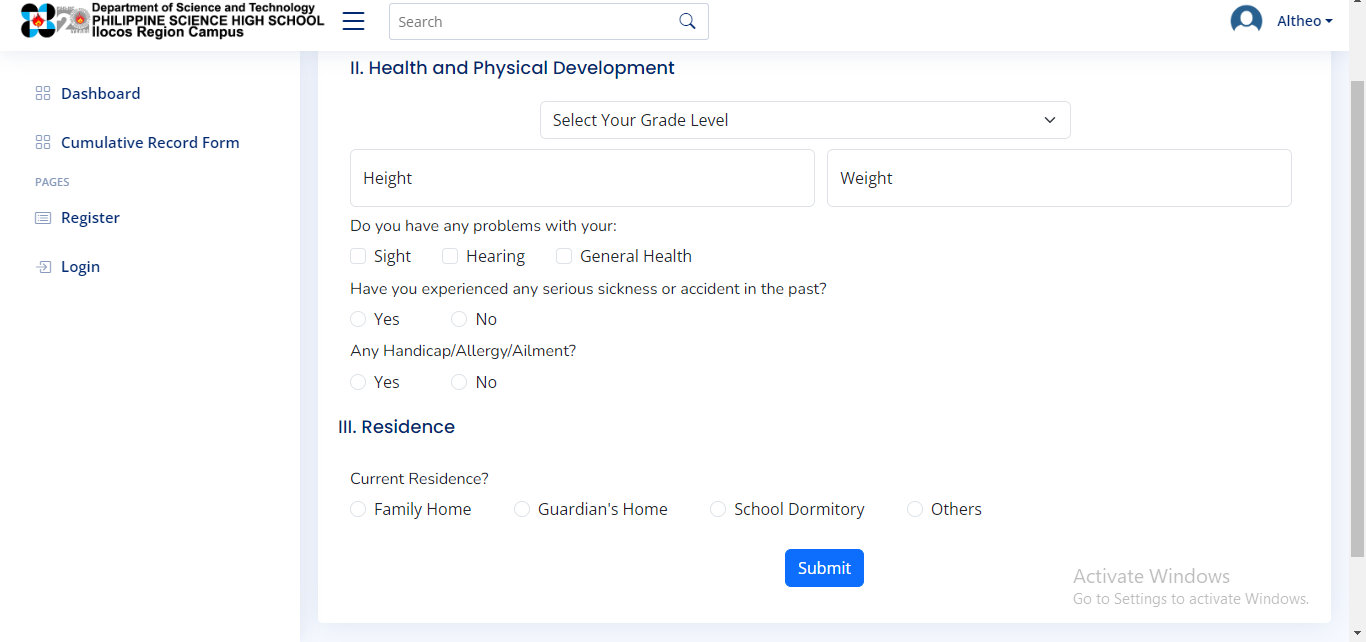 Department of Science and Technology
PHILIPPINE SCIENCE HIGH SCHOOL
Ilocos Region Campus
Search
Altheo
Dashboard
Cumulative Record Form
PAGES
Register
Login
II. Health and Physical Development
Select Your Grade Level
Height Weight
Do you have any problems with your:
Sight Hearing General Health
Have you experienced any serious sickness or accident in the past?
Yes No
Any Handicap/Allergy/Ailment?
Yes No
III. Residence
Current Residence?
Family Home Guardian's Home School Dormitory Others
Submit
Activate Windows
Go to Settings to activate Windows.